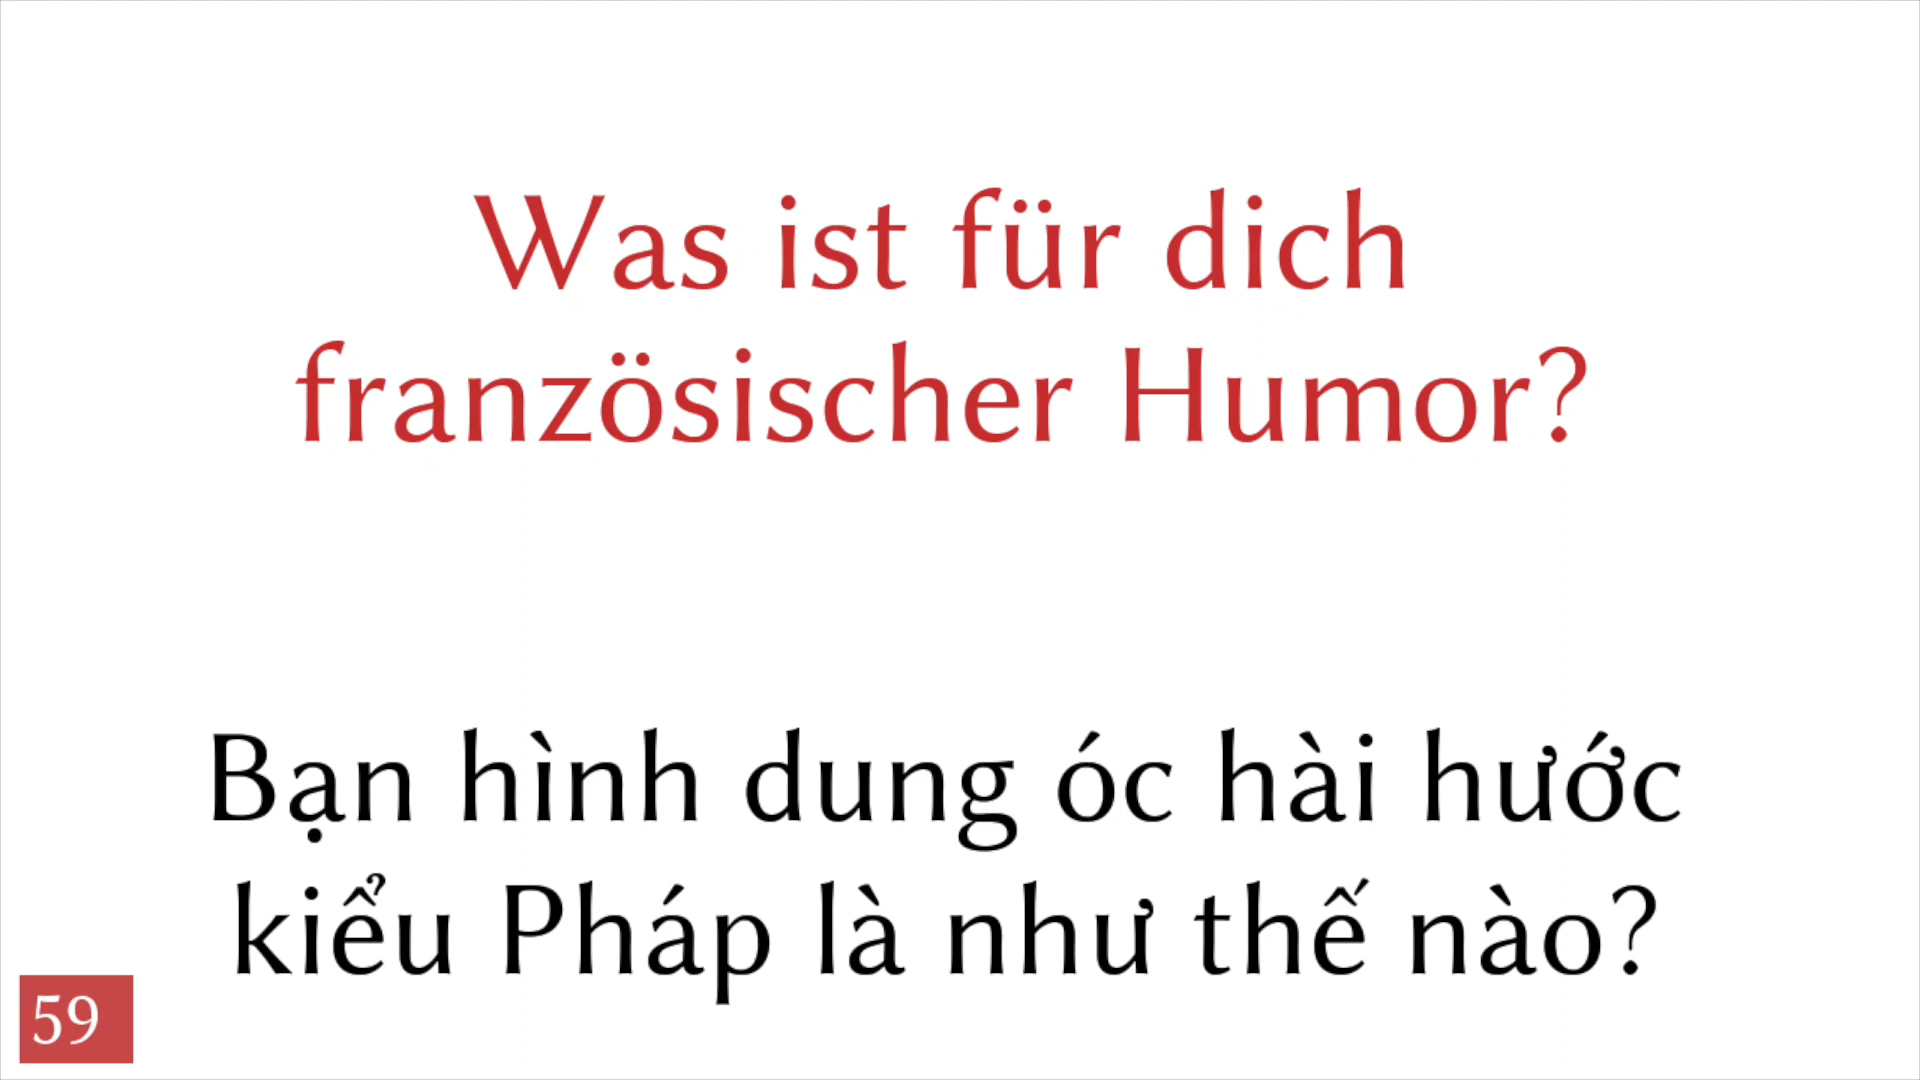 Was ist für dich
französischer Humor?
Bạn hình dung óc hài hước
kiểu Pháp là như thế nào?
59